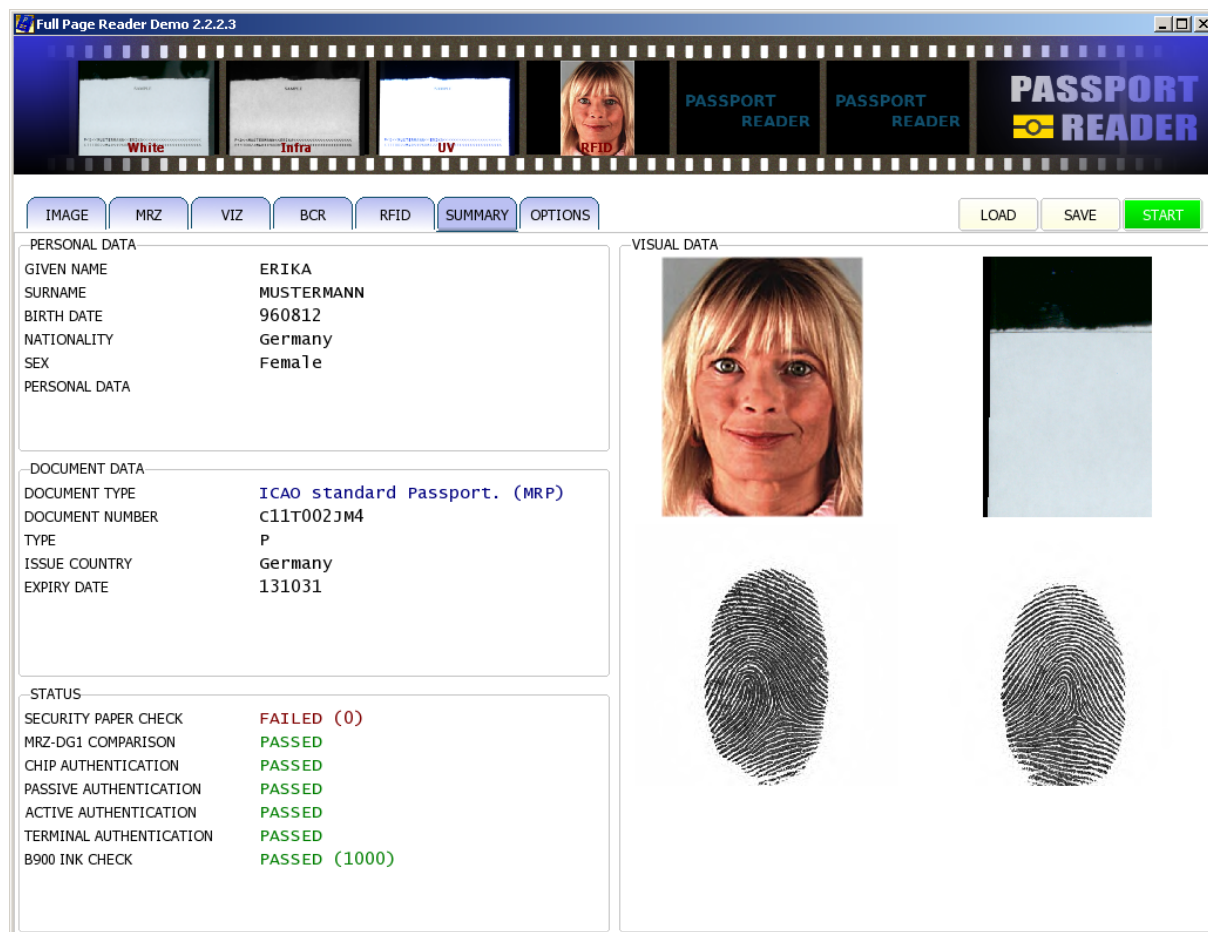 Full Page Reader Demo 2.2.2.3
White
Infra
UV
RFID
PASSPORT
READER
PASSPORT
READER
PASSPORT
READER
IMAGE MRZ VIZ BCR RFID SUMMARY OPTIONS LOAD SAVE START
PERSONAL DATA
GIVEN NAME ERIKA
SURNAME MUSTERMANN
BIRTH DATE 960812
NATIONALITY Germany
SEX Female
PERSONAL DATA
DOCUMENT DATA
DOCUMENT TYPE ICAO standard Passport. (MRP)
DOCUMENT NUMBER C11T002JM4
TYPE P
ISSUE COUNTRY Germany
EXPIRY DATE 131031
STATUS
SECURITY PAPER CHECK FAILED (0)
MRZ-DG1 COMPARISON PASSED
CHIP AUTHENTICATION PASSED
PASSIVE AUTHENTICATION PASSED
ACTIVE AUTHENTICATION PASSED
TERMINAL AUTHENTICATION PASSED
B900 INK CHECK PASSED (1000)
VISUAL DATA